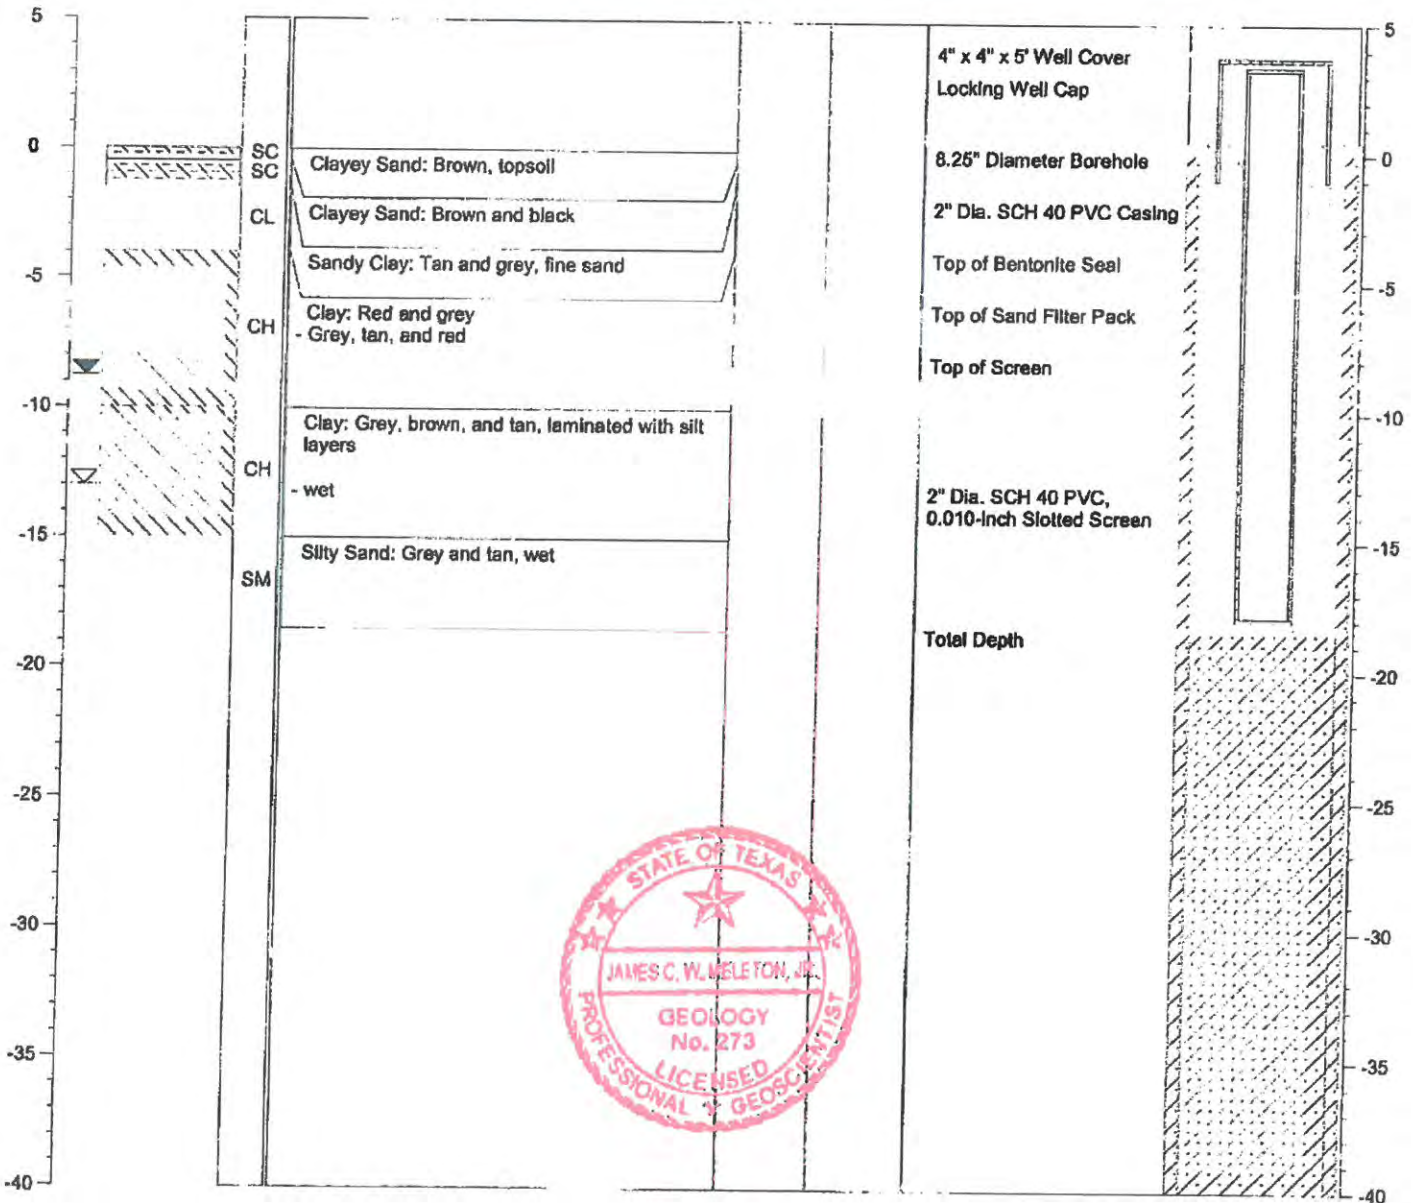 5
0
-5
-10
-15
-20
-25
-30
-35
-40
SC
SC
CL
CH
CH
SM
Clayey Sand: Brown, topsoil
Clayey Sand: Brown and black
Sandy Clay: Tan and grey, fine sand
Clay: Red and grey
- Grey, tan, and red
Clay: Grey, brown, and tan, laminated with silt
layers
- wet
Silty Sand: Grey and tan, wet
4" x 4" x 5' Well Cover
Locking Well Cap
8.25" Diameter Borehole
2" Dia. SCH 40 PVC Casing
Top of Bentonite Seal
Top of Sand Filter Pack
Top of Screen
2" Dia. SCH 40 PVC,
0.010-Inch Slotted Screen
Total Depth
5
0
-5
-10
-15
-20
-25
-30
-35
-40
STATE OF TEXAS
JAMES C. W. MELETON, JR.
GEOLOGY
No. 273
LICENSED
PROFESSIONAL GEOSCIENTIST